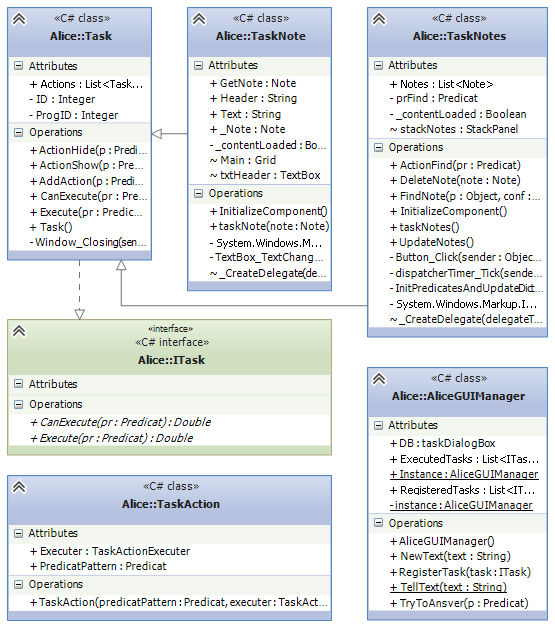 «C# class»
Alice::Task
Attributes
+ Actions : List<Task...
- ID : Integer
- ProgID : Integer
Operations
+ ActionHide(p : Predic...
+ ActionShow(p : Pre...
+ AddAction(p : Predi...
+ CanExecute(pr : Pre...
+ Execute(pr : Predic...
+ Task()
- Window_Closing(sen...
«C# class»
Alice::TaskNote
Attributes
+ GetNote : Note
+ Header : String
+ Text : String
+ _Note : Note
- _contentLoaded : Bo...
~ Main : Grid
~ txtHeader : TextBox
Operations
+ InitializeComponent()
+ taskNote(note : Note)
- System.Windows.M...
- TextBox_TextChang...
~ _CreateDelegate(de...
«C# class»
Alice::TaskNotes
Attributes
+ Notes : List<Note>
- prFind : Predicat
- _contentLoaded : Boolean
~ stackNotes : StackPanel
Operations
+ ActionFind(pr : Predicat)
+ DeleteNote(note : Note)
+ FindNote(p : Object, conf : ...
+ InitializeComponent()
+ taskNotes()
+ UpdateNotes()
- Button_Click(sender : Objec...
- dispatcherTimer_Tick(sende...
- InitPredicatesAndUpdateDict...
- System.Windows.Markup.I...
~ _CreateDelegate(delegateT...
«interface»
«C# interface»
Alice::ITask
Attributes
Operations
+ CanExecute(pr : Predicat) : Double
+ Execute(pr : Predicat) : Double
«C# class»
Alice::AliceGUIManager
Attributes
+ DB : taskDialogBox
+ ExecutedTasks : List<ITas...
+ Instance : AliceGUIManager
+ RegisteredTasks : List<IT...
- instance : AliceGUIManager
Operations
+ AliceGUIManager()
+ NewText(text : String)
+ RegisterTask(task : ITask)
+ TellText(text : String)
+ TryToAnsver(p : Predicat)
«C# class»
Alice::TaskAction
Attributes
+ Executer : TaskActionExecuter
+ PredicatPattern : Predicat
Operations
+ TaskAction(predicatPattern : Predicat, executer : TaskAc...